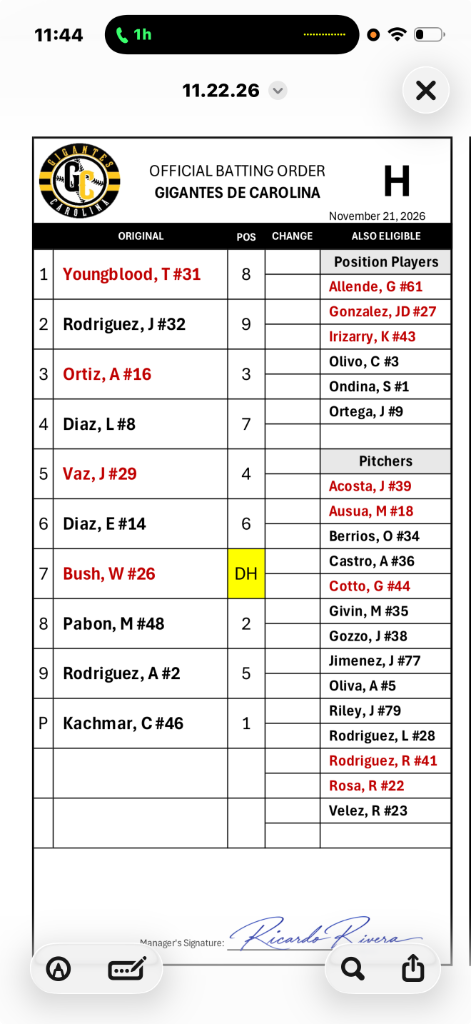 11:44 1h
11.22.26
GIGANTES
GC
CAROLINA
OFFICIAL BATTING ORDER
GIGANTES DE CAROLINA
H
November 21, 2026
ORIGINAL POS CHANGE ALSO ELIGIBLE
1 Youngblood, T #31 8
2 Rodriguez, J #32 9
3 Ortiz, A #16 3
4 Diaz, L #8 7
5 Vaz, J #29 4
6 Diaz, E #14 6
7 Bush, W #26 DH
8 Pabon, M #48 2
9 Rodriguez, A #2 5
P Kachmar, C #46 1
Position Players
Allende, G #61
Gonzalez, JD #27
Irizarry, K #43
Olivo, C #3
Ondina, S #1
Ortega, J #9
Pitchers
Acosta, J #39
Ausua, M #18
Berrios, O #34
Castro, A #36
Cotto, G #44
Givin, M #35
Gozzo, J #38
Jimenez, J #77
Oliva, A #5
Riley, J #79
Rodriguez, L #28
Rodriguez, R #41
Rosa, R #22
Velez, R #23
Manager's Signature: Ricardo Rivera